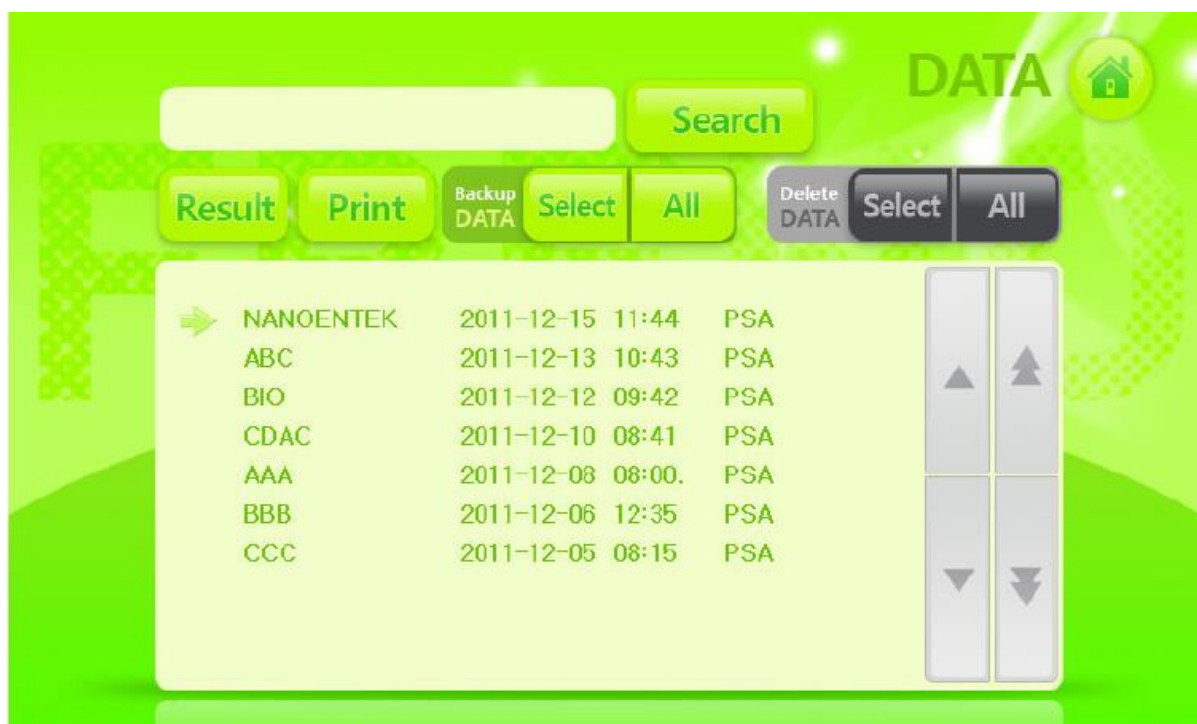 DATA
Search
Result Print Backup DATA Select All Delete DATA Select All
NANOENTEK 2011-12-15 11:44 PSA
ABC 2011-12-13 10:43 PSA
BIO 2011-12-12 09:42 PSA
CDAC 2011-12-10 08:41 PSA
AAA 2011-12-08 08:00. PSA
BBB 2011-12-06 12:35 PSA
CCC 2011-12-05 08:15 PSA